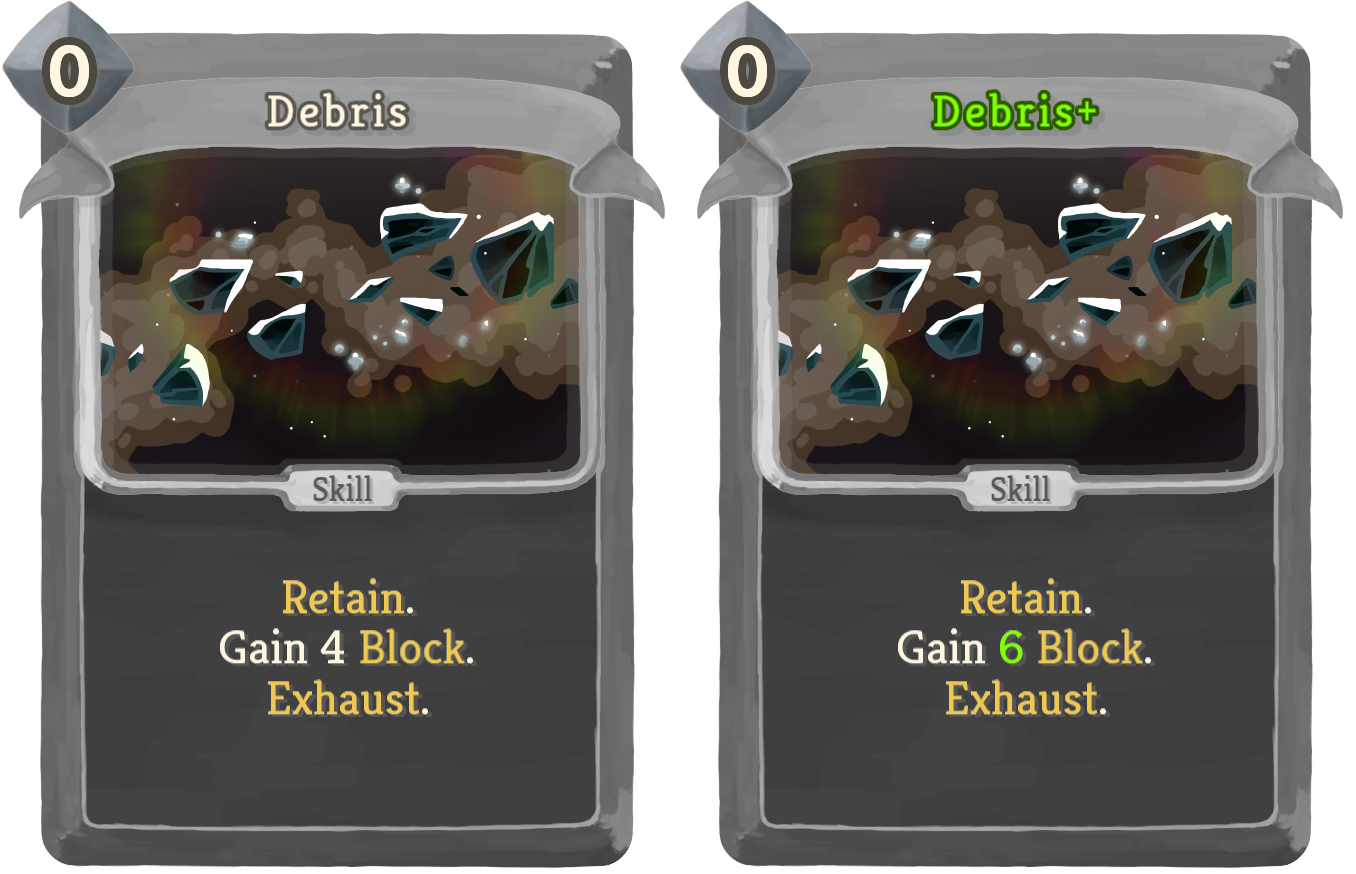 0
Debris
Skill
Retain.
Gain 4 Block.
Exhaust.
0
Debris+
Skill
Retain.
Gain 6 Block.
Exhaust.